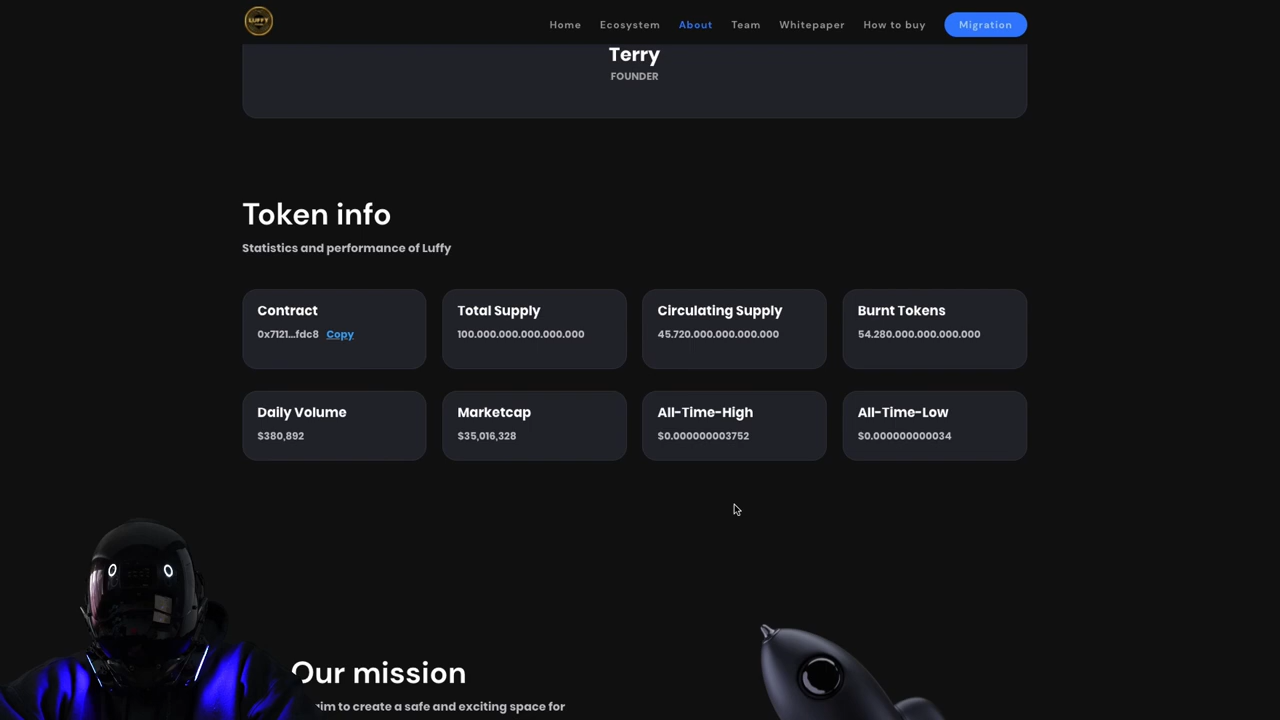 LUFFY
Home Ecosystem About Team Whitepaper How to buy Migration
Terry
FOUNDER
Token info
Statistics and performance of Luffy
Contract Total Supply Circulating Supply Burnt Tokens
0x7121...fdc8 Copy 100.000.000.000.000.000 45.720.000.000.000.000 54.280.000.000.000.000
Daily Volume Marketcap All-Time-High All-Time-Low
$380,892 $35,016,328 $0.000000003752 $0.000000000034
Our mission
aim to create a safe and exciting space for